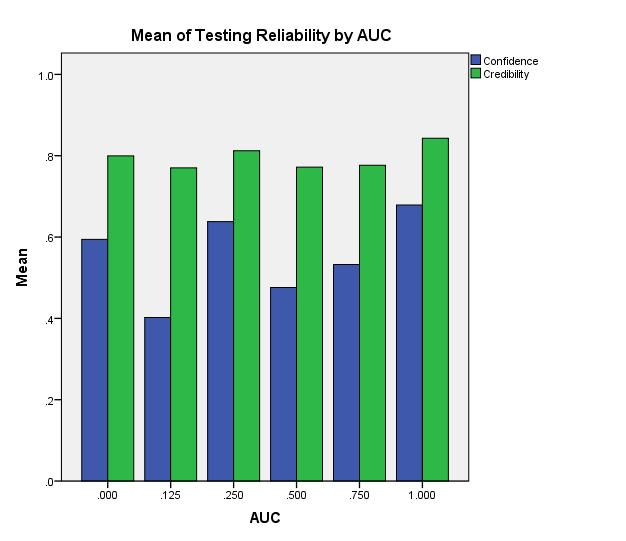 Mean of Testing Reliability by AUC
Confidence
Credibility
1.0
.8
.6
.4
.2
.0
Mean
.000 .125 .250 .500 .750 1.000
AUC